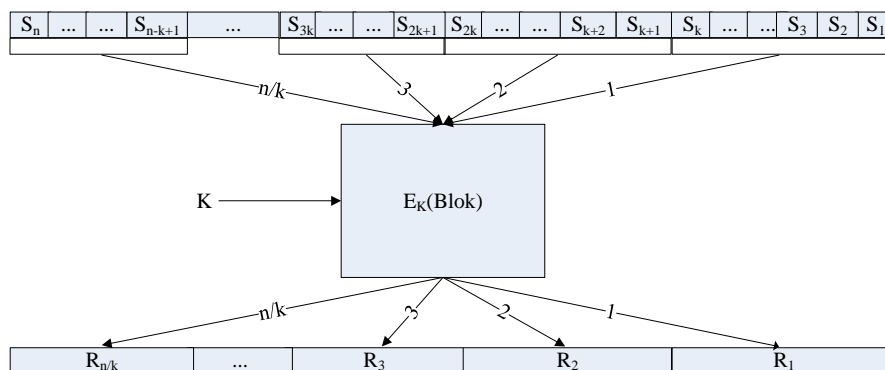 Sn ... ... Sn-k+1 ... S3k ... ... S2k+1 S2k ... ... Sk+2 Sk+1 Sk ... ... S3 S2 S1
n/k 3 2 1
K
EK(Blok)
n/k 3 2 1
Rn/k ... R3 R2 R1